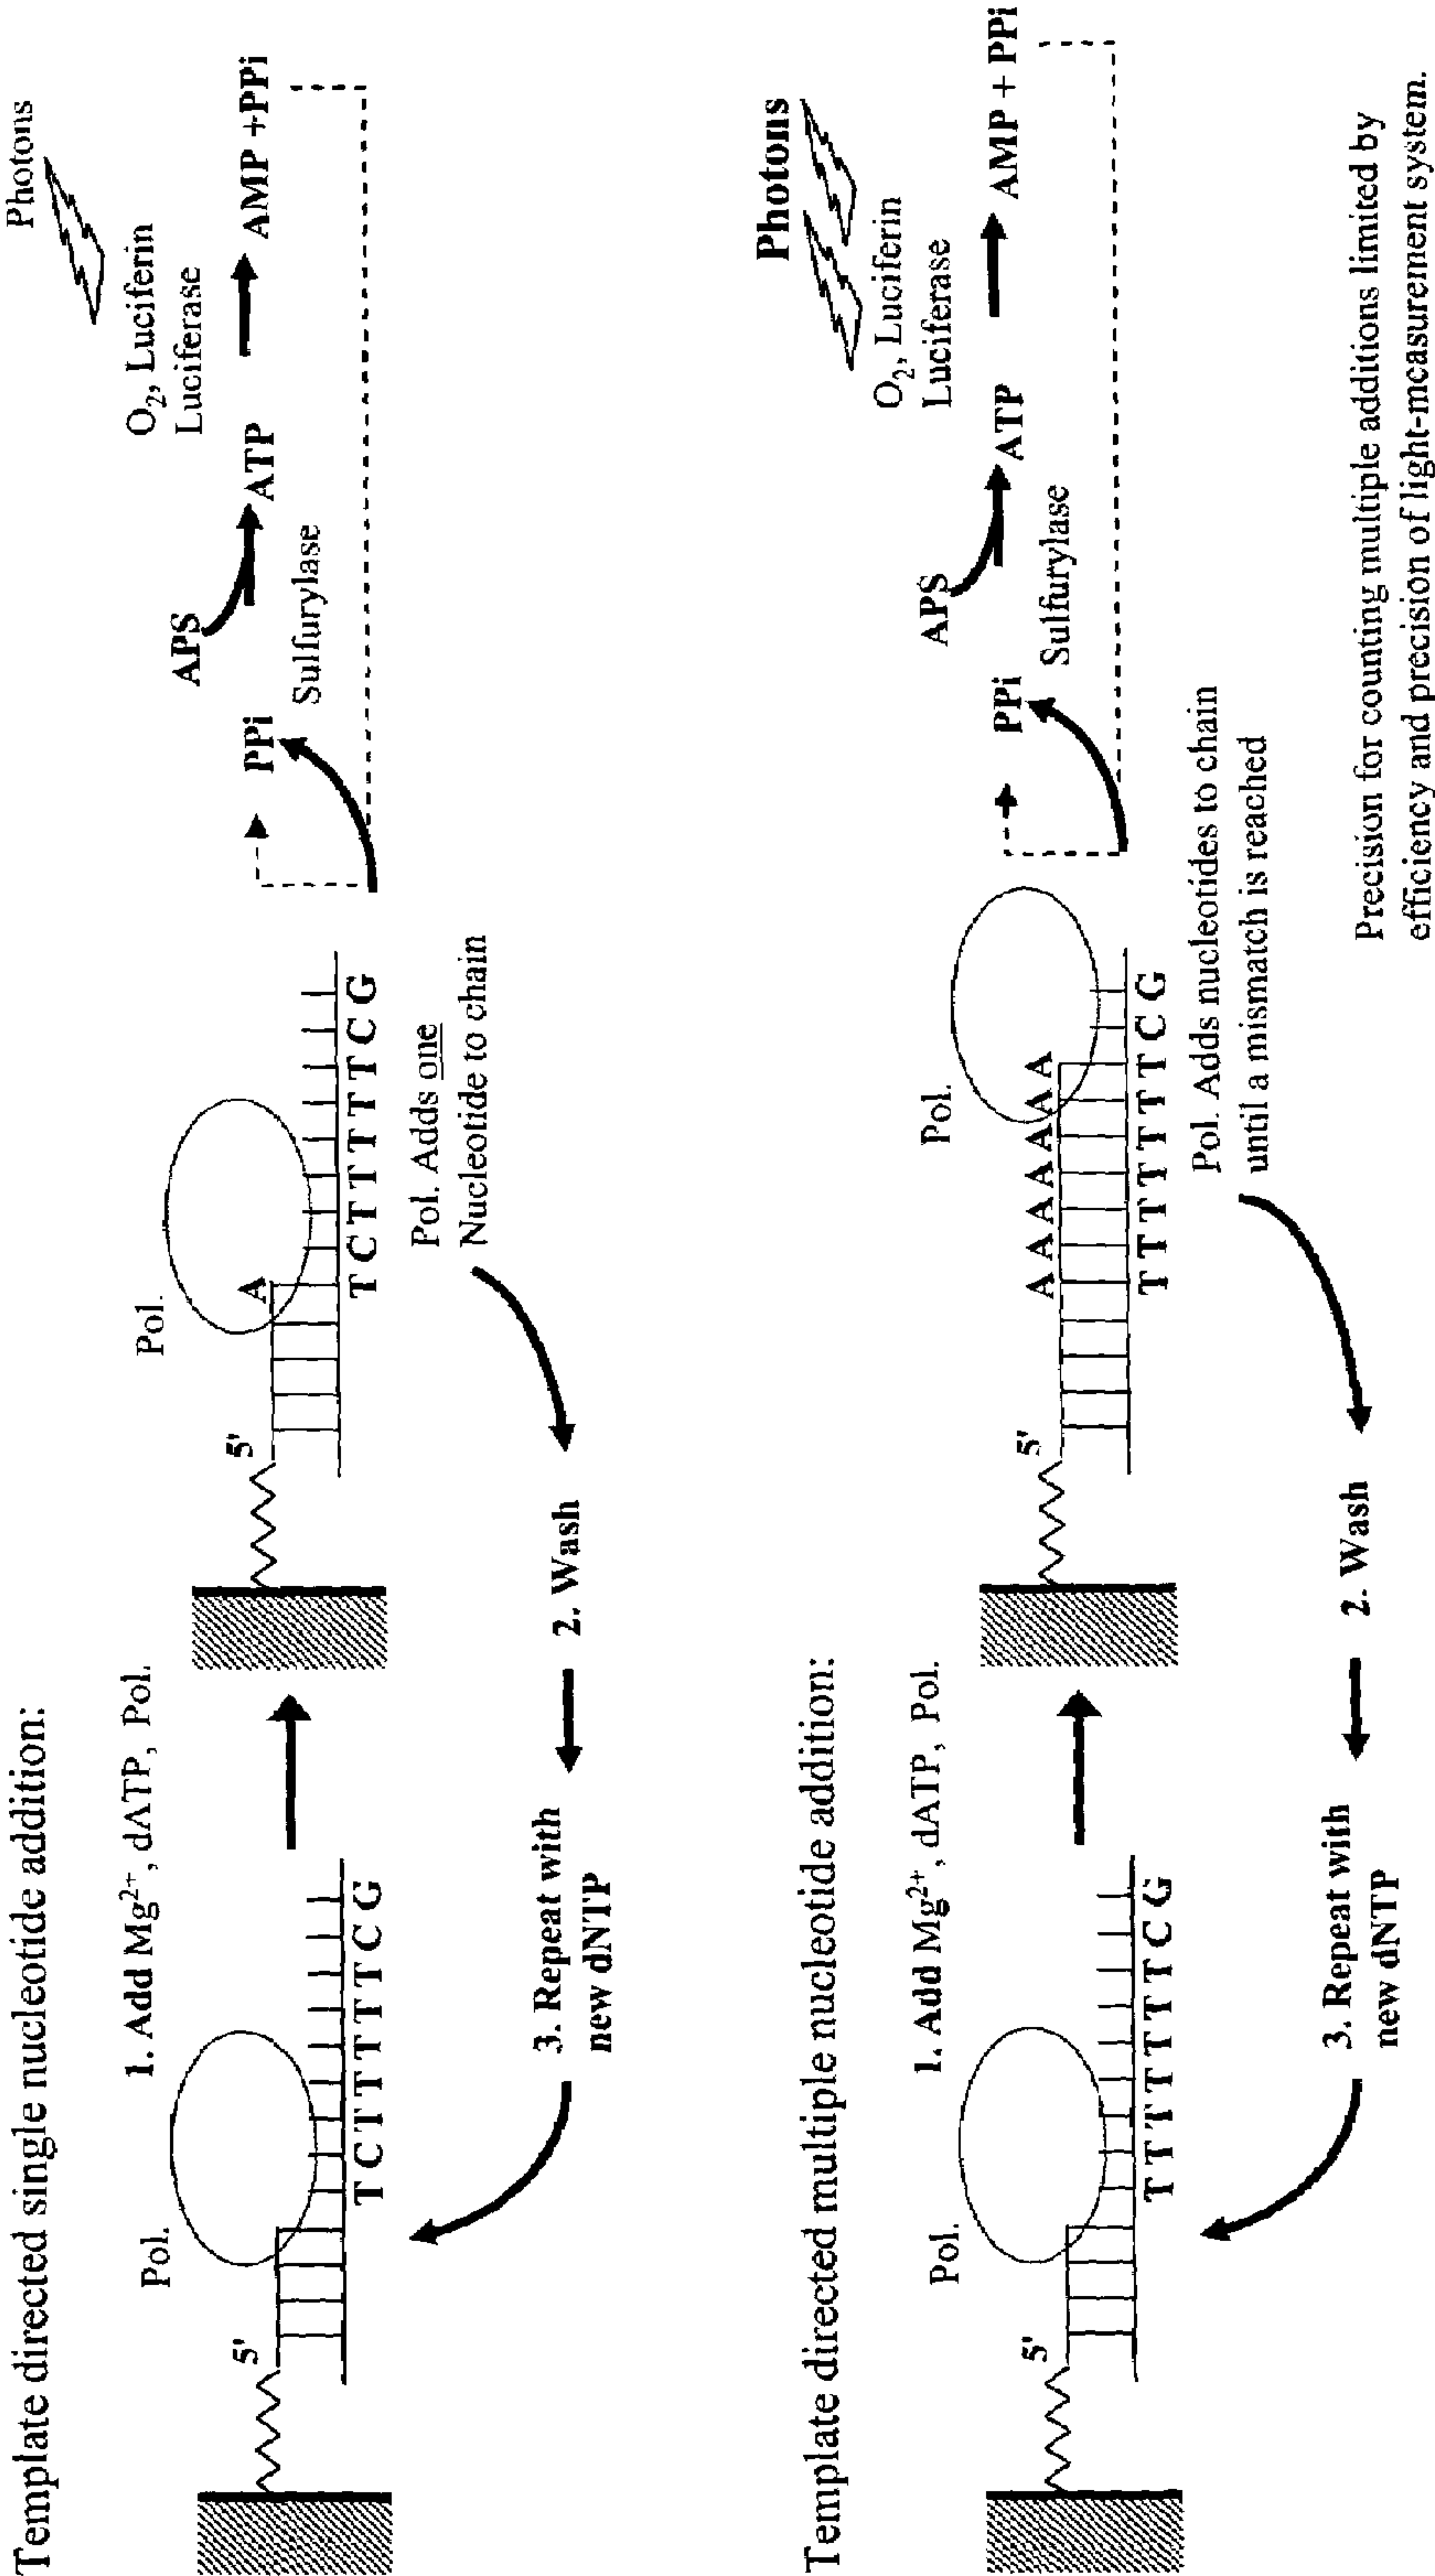 Template directed single nucleotide addition:
Pol.
5'
T C T T T T T C G
1. Add Mg²⁺, dATP, Pol.
Pol.
5'
A
T C T T T T T C G
Pol. Adds one
Nucleotide to chain
PPi
APS
Sulfurylase
ATP
O₂, Luciferin
Luciferase
Photons
AMP +PPi
2. Wash
3. Repeat with
new dNTP
Template directed multiple nucleotide addition:
Pol.
5'
T T T T T T T C G
1. Add Mg²⁺, dATP, Pol.
Pol.
5'
A A A A A A A
T T T T T T T C G
Pol. Adds nucleotides to chain
until a mismatch is reached
PPi
APS
Sulfurylase
ATP
O₂, Luciferin
Luciferase
Photons
AMP + PPi
2. Wash
3. Repeat with
new dNTP
Precision for counting multiple additions limited by
efficiency and precision of light-measurement system.